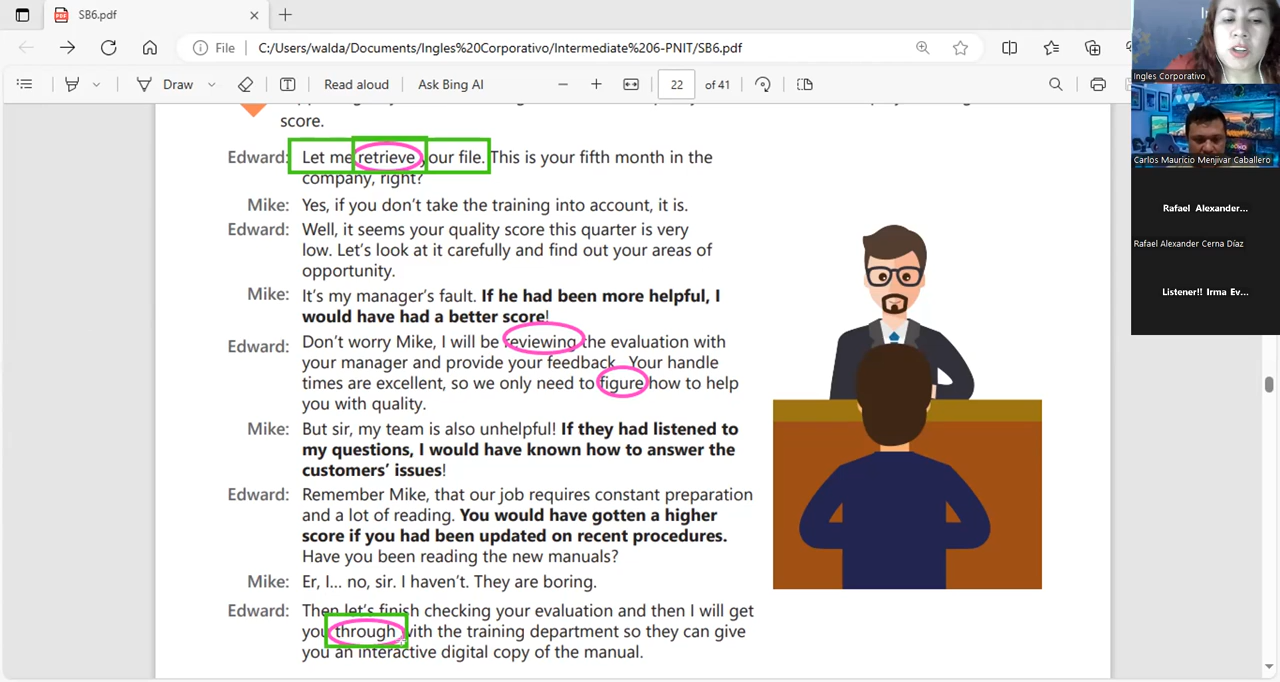 SB6.pdf
File C:/Users/walda/Documents/Ingles%20Corporativo/Intermediate%206-PNIT/SB6.pdf
Draw Read aloud Ask Bing AI 22 of 41
score.
Edward: Let me retrieve your file. This is your fifth month in the
company, right?
Mike: Yes, if you don't take the training into account, it is.
Edward: Well, it seems your quality score this quarter is very
low. Let's look at it carefully and find out your areas of
opportunity.
Mike: It's my manager's fault. If he had been more helpful, I
would have had a better score!
Edward: Don't worry Mike, I will be reviewing the evaluation with
your manager and provide your feedback. Your handle
times are excellent, so we only need to figure how to help
you with quality.
Mike: But sir, my team is also unhelpful! If they had listened to
my questions, I would have known how to answer the
customers' issues!
Edward: Remember Mike, that our job requires constant preparation
and a lot of reading. You would have gotten a higher
score if you had been updated on recent procedures.
Have you been reading the new manuals?
Mike: Er, I... no, sir. I haven't. They are boring.
Edward: Then let's finish checking your evaluation and then I will get
you through with the training department so they can give
you an interactive digital copy of the manual.
Ingles Corporativo
Carlos Mauricio Menjivar Caballero
Rafael Alexander...
Rafael Alexander Cerna Díaz
Listener!! Irma Ev...